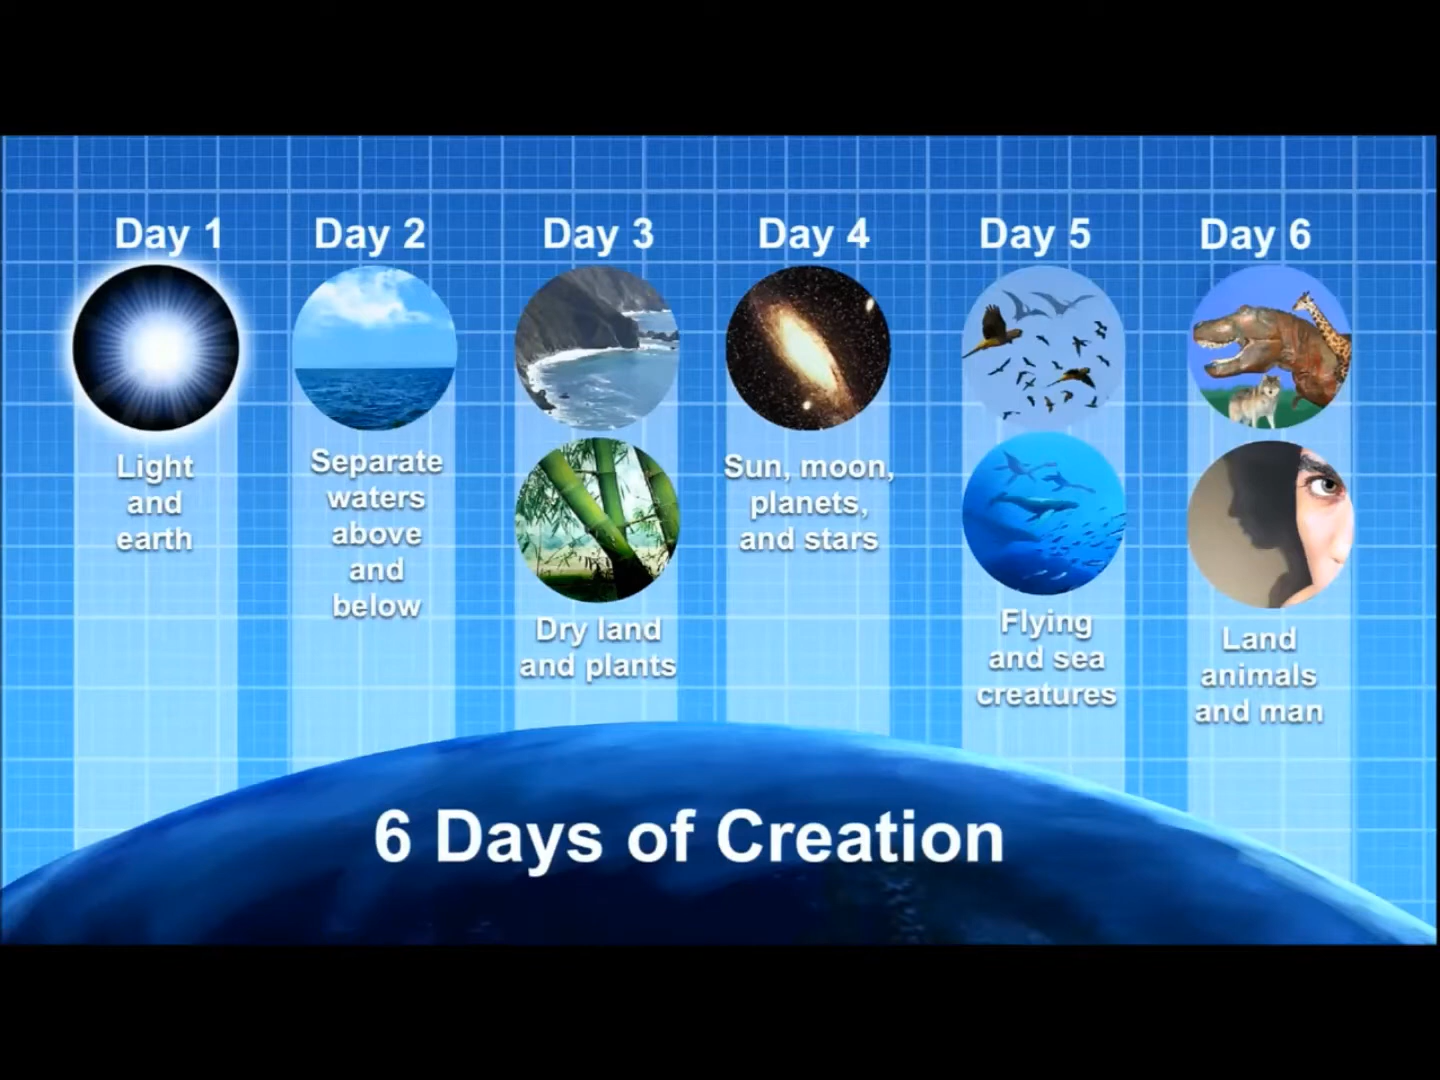 Day 1
Day 2
Day 3
Day 4
Day 5
Day 6
Light
and
earth
Separate
waters
above
and
below
Dry land
and plants
Sun, moon,
planets,
and stars
Flying
and sea
creatures
Land
animals
and man
6 Days of Creation